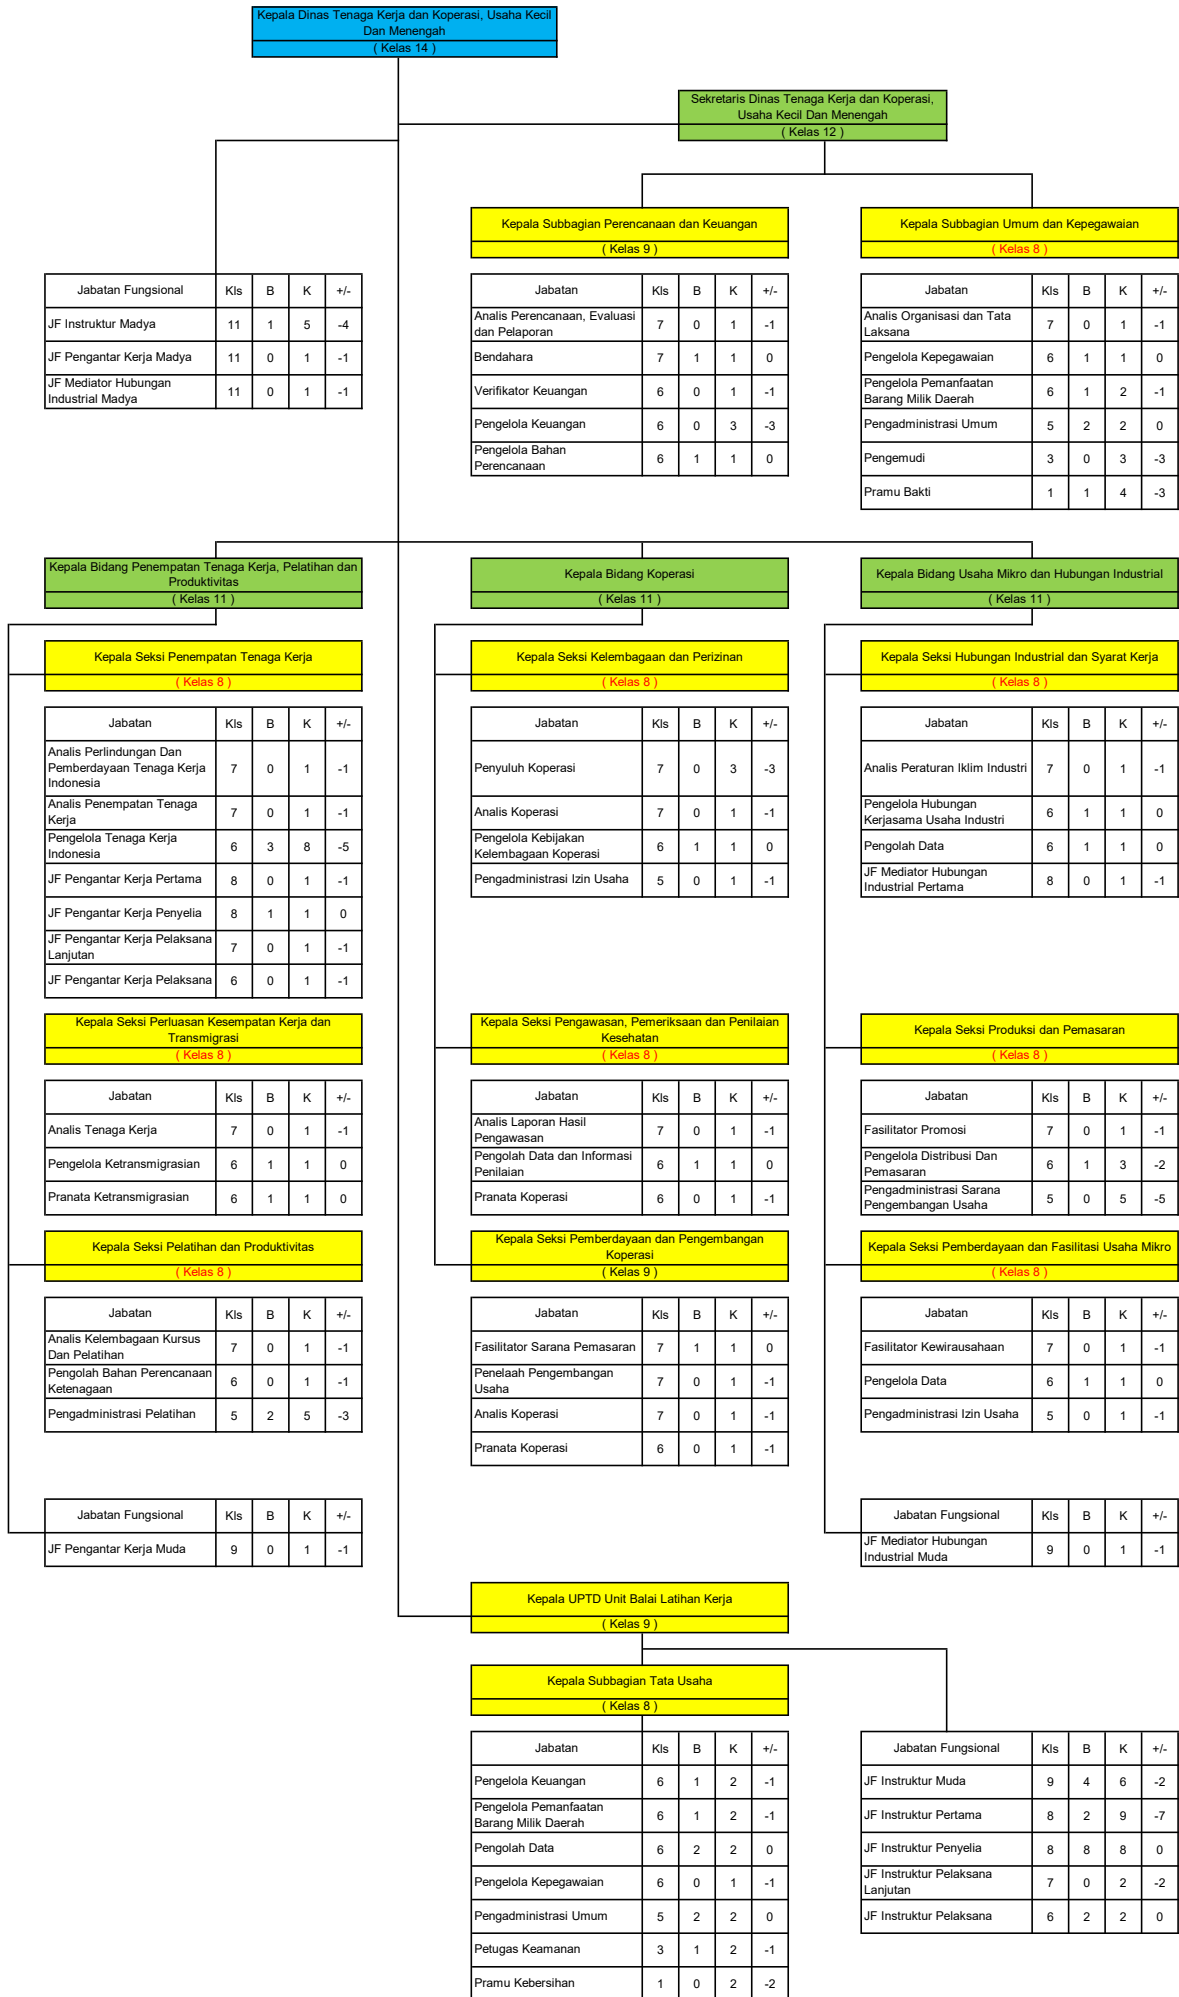 Kepala Dinas Tenaga Kerja dan Koperasi, Usaha Kecil
Dan Menengah
( Kelas 14 )
Sekretaris Dinas Tenaga Kerja dan Koperasi,
Usaha Kecil Dan Menengah
( Kelas 12 )
Kepala Subbagian Perencanaan dan Keuangan
( Kelas 9 )
Kepala Subbagian Umum dan Kepegawaian
( Kelas 8 )
Jabatan Fungsional Kls B K +/-
JF Instruktur Madya 11 1 5 -4
JF Pengantar Kerja Madya 11 0 1 -1
JF Mediator Hubungan
Industrial Madya 11 0 1 -1
Jabatan Kls B K +/-
Analis Perencanaan, Evaluasi
dan Pelaporan 7 0 1 -1
Bendahara 7 1 1 0
Verifikator Keuangan 6 0 1 -1
Pengelola Keuangan 6 0 3 -3
Pengelola Bahan
Perencanaan 6 1 1 0
Jabatan Kls B K +/-
Analis Organisasi dan Tata
Laksana 7 0 1 -1
Pengelola Kepegawaian 6 1 1 0
Pengelola Pemanfaatan
Barang Milik Daerah 6 1 2 -1
Pengadministrasi Umum 5 2 2 0
Pengemudi 3 0 3 -3
Pramu Bakti 1 1 4 -3
Kepala Bidang Penempatan Tenaga Kerja, Pelatihan dan
Produktivitas
( Kelas 11 )
Kepala Bidang Koperasi
( Kelas 11 )
Kepala Bidang Usaha Mikro dan Hubungan Industrial
( Kelas 11 )
Kepala Seksi Penempatan Tenaga Kerja
( Kelas 8 )
Jabatan Kls B K +/-
Analis Perlindungan Dan
Pemberdayaan Tenaga Kerja
Indonesia 7 0 1 -1
Analis Penempatan Tenaga
Kerja 7 0 1 -1
Pengelola Tenaga Kerja
Indonesia 6 3 8 -5
JF Pengantar Kerja Pertama 8 0 1 -1
JF Pengantar Kerja Penyelia 8 1 1 0
JF Pengantar Kerja Pelaksana
Lanjutan 7 0 1 -1
JF Pengantar Kerja Pelaksana 6 0 1 -1
Kepala Seksi Kelembagaan dan Perizinan
( Kelas 8 )
Jabatan Kls B K +/-
Penyuluh Koperasi 7 0 3 -3
Analis Koperasi 7 0 1 -1
Pengelola Kebijakan
Kelembagaan Koperasi 6 1 1 0
Pengadministrasi Izin Usaha 5 0 1 -1
Kepala Seksi Hubungan Industrial dan Syarat Kerja
( Kelas 8 )
Jabatan Kls B K +/-
Analis Peraturan Iklim Industri 7 0 1 -1
Pengelola Hubungan
Kerjasama Usaha Industri 6 1 1 0
Pengolah Data 6 1 1 0
JF Mediator Hubungan
Industrial Pertama 8 0 1 -1
Kepala Seksi Perluasan Kesempatan Kerja dan
Transmigrasi
( Kelas 8 )
Jabatan Kls B K +/-
Analis Tenaga Kerja 7 0 1 -1
Pengelola Ketransmigrasian 6 1 1 0
Pranata Ketransmigrasian 6 1 1 0
Kepala Seksi Pengawasan, Pemeriksaan dan Penilaian
Kesehatan
( Kelas 8 )
Jabatan Kls B K +/-
Analis Laporan Hasil
Pengawasan 7 0 1 -1
Pengolah Data dan Informasi
Penilaian 6 1 1 0
Pranata Koperasi 6 0 1 -1
Kepala Seksi Produksi dan Pemasaran
( Kelas 8 )
Jabatan Kls B K +/-
Fasilitator Promosi 7 0 1 -1
Pengelola Distribusi Dan
Pemasaran 6 1 3 -2
Pengadministrasi Sarana
Pengembangan Usaha 5 0 5 -5
Kepala Seksi Pelatihan dan Produktivitas
( Kelas 8 )
Jabatan Kls B K +/-
Analis Kelembagaan Kursus
Dan Pelatihan 7 0 1 -1
Pengolah Bahan Perencanaan
Ketenagaan 6 0 1 -1
Pengadministrasi Pelatihan 5 2 5 -3
Kepala Seksi Pemberdayaan dan Pengembangan
Koperasi
( Kelas 9 )
Jabatan Kls B K +/-
Fasilitator Sarana Pemasaran 7 1 1 0
Penelaah Pengembangan
Usaha 7 0 1 -1
Analis Koperasi 7 0 1 -1
Pranata Koperasi 6 0 1 -1
Kepala Seksi Pemberdayaan dan Fasilitasi Usaha Mikro
( Kelas 8 )
Jabatan Kls B K +/-
Fasilitator Kewirausahaan 7 0 1 -1
Pengelola Data 6 1 1 0
Pengadministrasi Izin Usaha 5 0 1 -1
Jabatan Fungsional Kls B K +/-
JF Pengantar Kerja Muda 9 0 1 -1
Jabatan Fungsional Kls B K +/-
JF Mediator Hubungan
Industrial Muda 9 0 1 -1
Kepala UPTD Unit Balai Latihan Kerja
( Kelas 9 )
Kepala Subbagian Tata Usaha
( Kelas 8 )
Jabatan Kls B K +/-
Pengelola Keuangan 6 1 2 -1
Pengelola Pemanfaatan
Barang Milik Daerah 6 1 2 -1
Pengolah Data 6 2 2 0
Pengelola Kepegawaian 6 0 1 -1
Pengadministrasi Umum 5 2 2 0
Petugas Keamanan 3 1 2 -1
Pramu Kebersihan 1 0 2 -2
Jabatan Fungsional Kls B K +/-
JF Instruktur Muda 9 4 6 -2
JF Instruktur Pertama 8 2 9 -7
JF Instruktur Penyelia 8 8 8 0
JF Instruktur Pelaksana
Lanjutan 7 0 2 -2
JF Instruktur Pelaksana 6 2 2 0